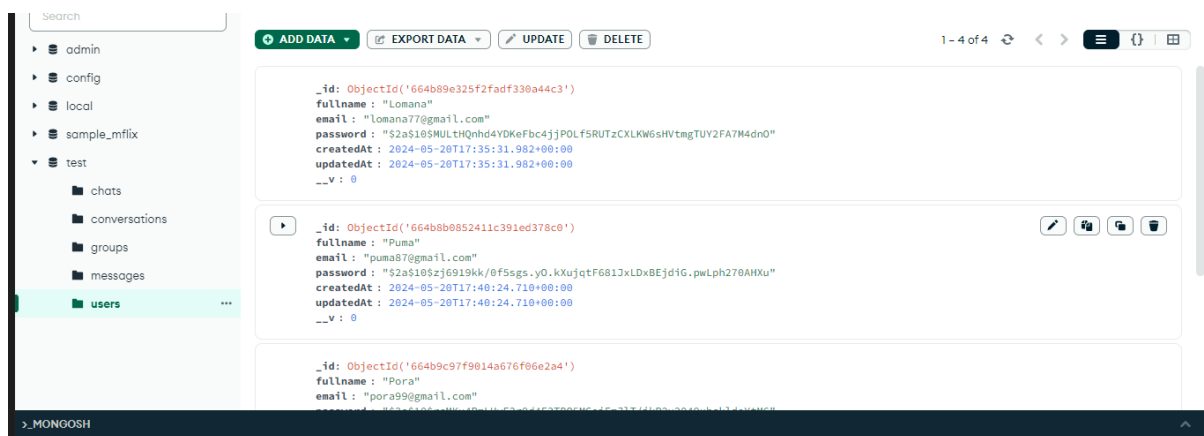 Search
admin
config
local
sample_mflix
test
chats
conversations
groups
messages
users
ADD DATA
EXPORT DATA
UPDATE
DELETE
1 – 4 of 4
_id: ObjectId('664b89e325f2fadf330a44c3')
fullname : "Lomana"
email : "lomana77@gmail.com"
password : "$2a$10$MULtHQnhd4YDKeFbc4jjPOLf5RUTzCXLKW6sHVtmgTUY2FA7M4dnO"
createdAt : 2024-05-20T17:35:31.982+00:00
updatedAt : 2024-05-20T17:35:31.982+00:00
__v : 0
_id: ObjectId('664b8b0852411c391ed378c0')
fullname : "Puma"
email : "puma87@gmail.com"
password : "$2a$10$zj6919kk/0f5sgs.yO.kXujqtF681JxLDxBEjdiG.pwLph270AHXu"
createdAt : 2024-05-20T17:40:24.710+00:00
updatedAt : 2024-05-20T17:40:24.710+00:00
__v : 0
_id: ObjectId('664b9c97f9014a676f06e2a4')
fullname : "Pora"
email : "pora99@gmail.com"
>_MONGOSH